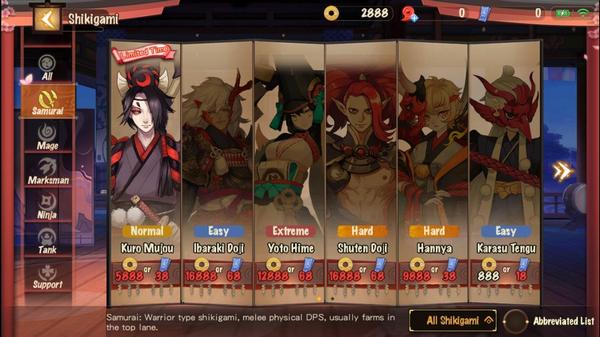 Shikigami
2888
0
0
All
Samurai
Mage
Marksman
Ninja
Tank
Support
Limited Time
Normal
Kuro Mujou
5888 or 38
Easy
Ibaraki Doji
16888 or 68
Extreme
Yoto Hime
12888 or 68
Hard
Shuten Doji
16888 or 68
Hard
Hannya
9888 or 38
Easy
Karasu Tengu
888 or 18
Samurai: Warrior type shikigami, melee physical DPS, usually farms in
the top lane.
All Shikigami
Abbreviated List